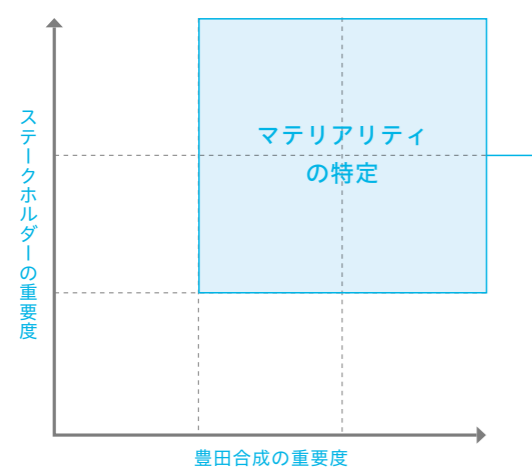 ステークホルダーの重要度
マテリアリティ
の特定
豊田合成の重要度